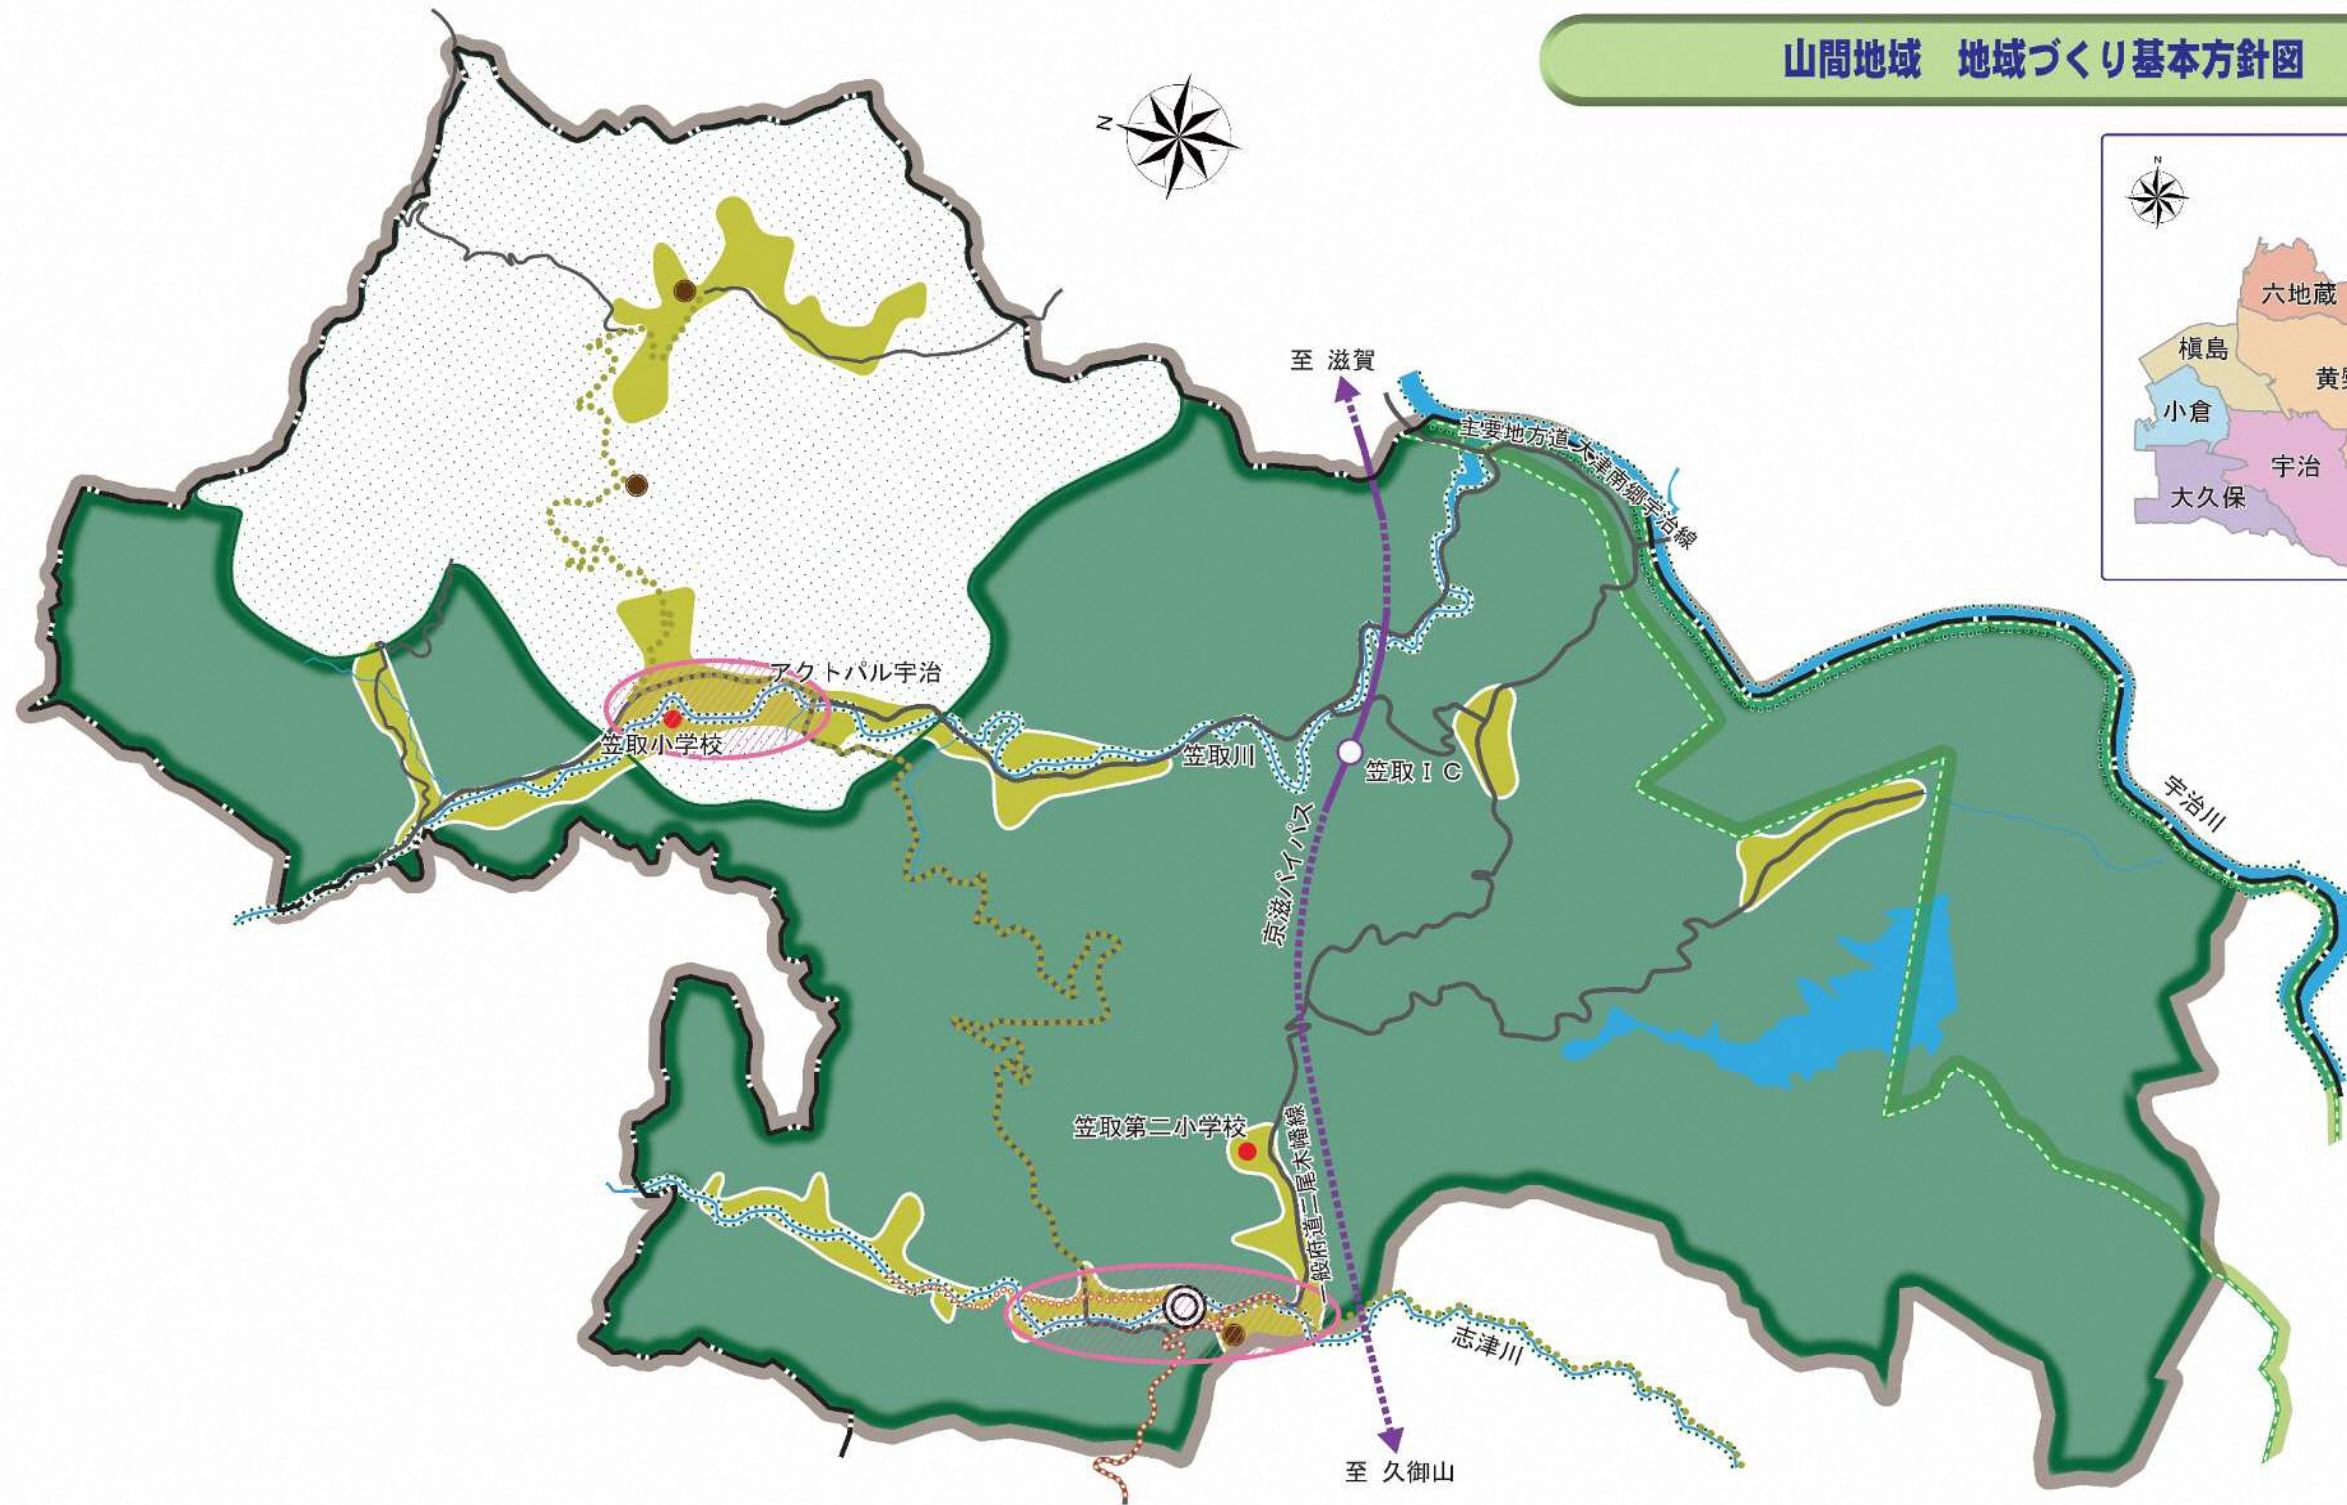 山間地域　地域づくり基本方針図
N
N
六地蔵
槇島
小倉
宇治
大久保
至 滋賀
主要地方道 大津南郷宇治線
アクトパル宇治
笠取小学校
笠取川
笠取ＩＣ
宇治川
京滋バイパス
笠取第二小学校
一般府道二尾木幡線
志津川
至 久御山